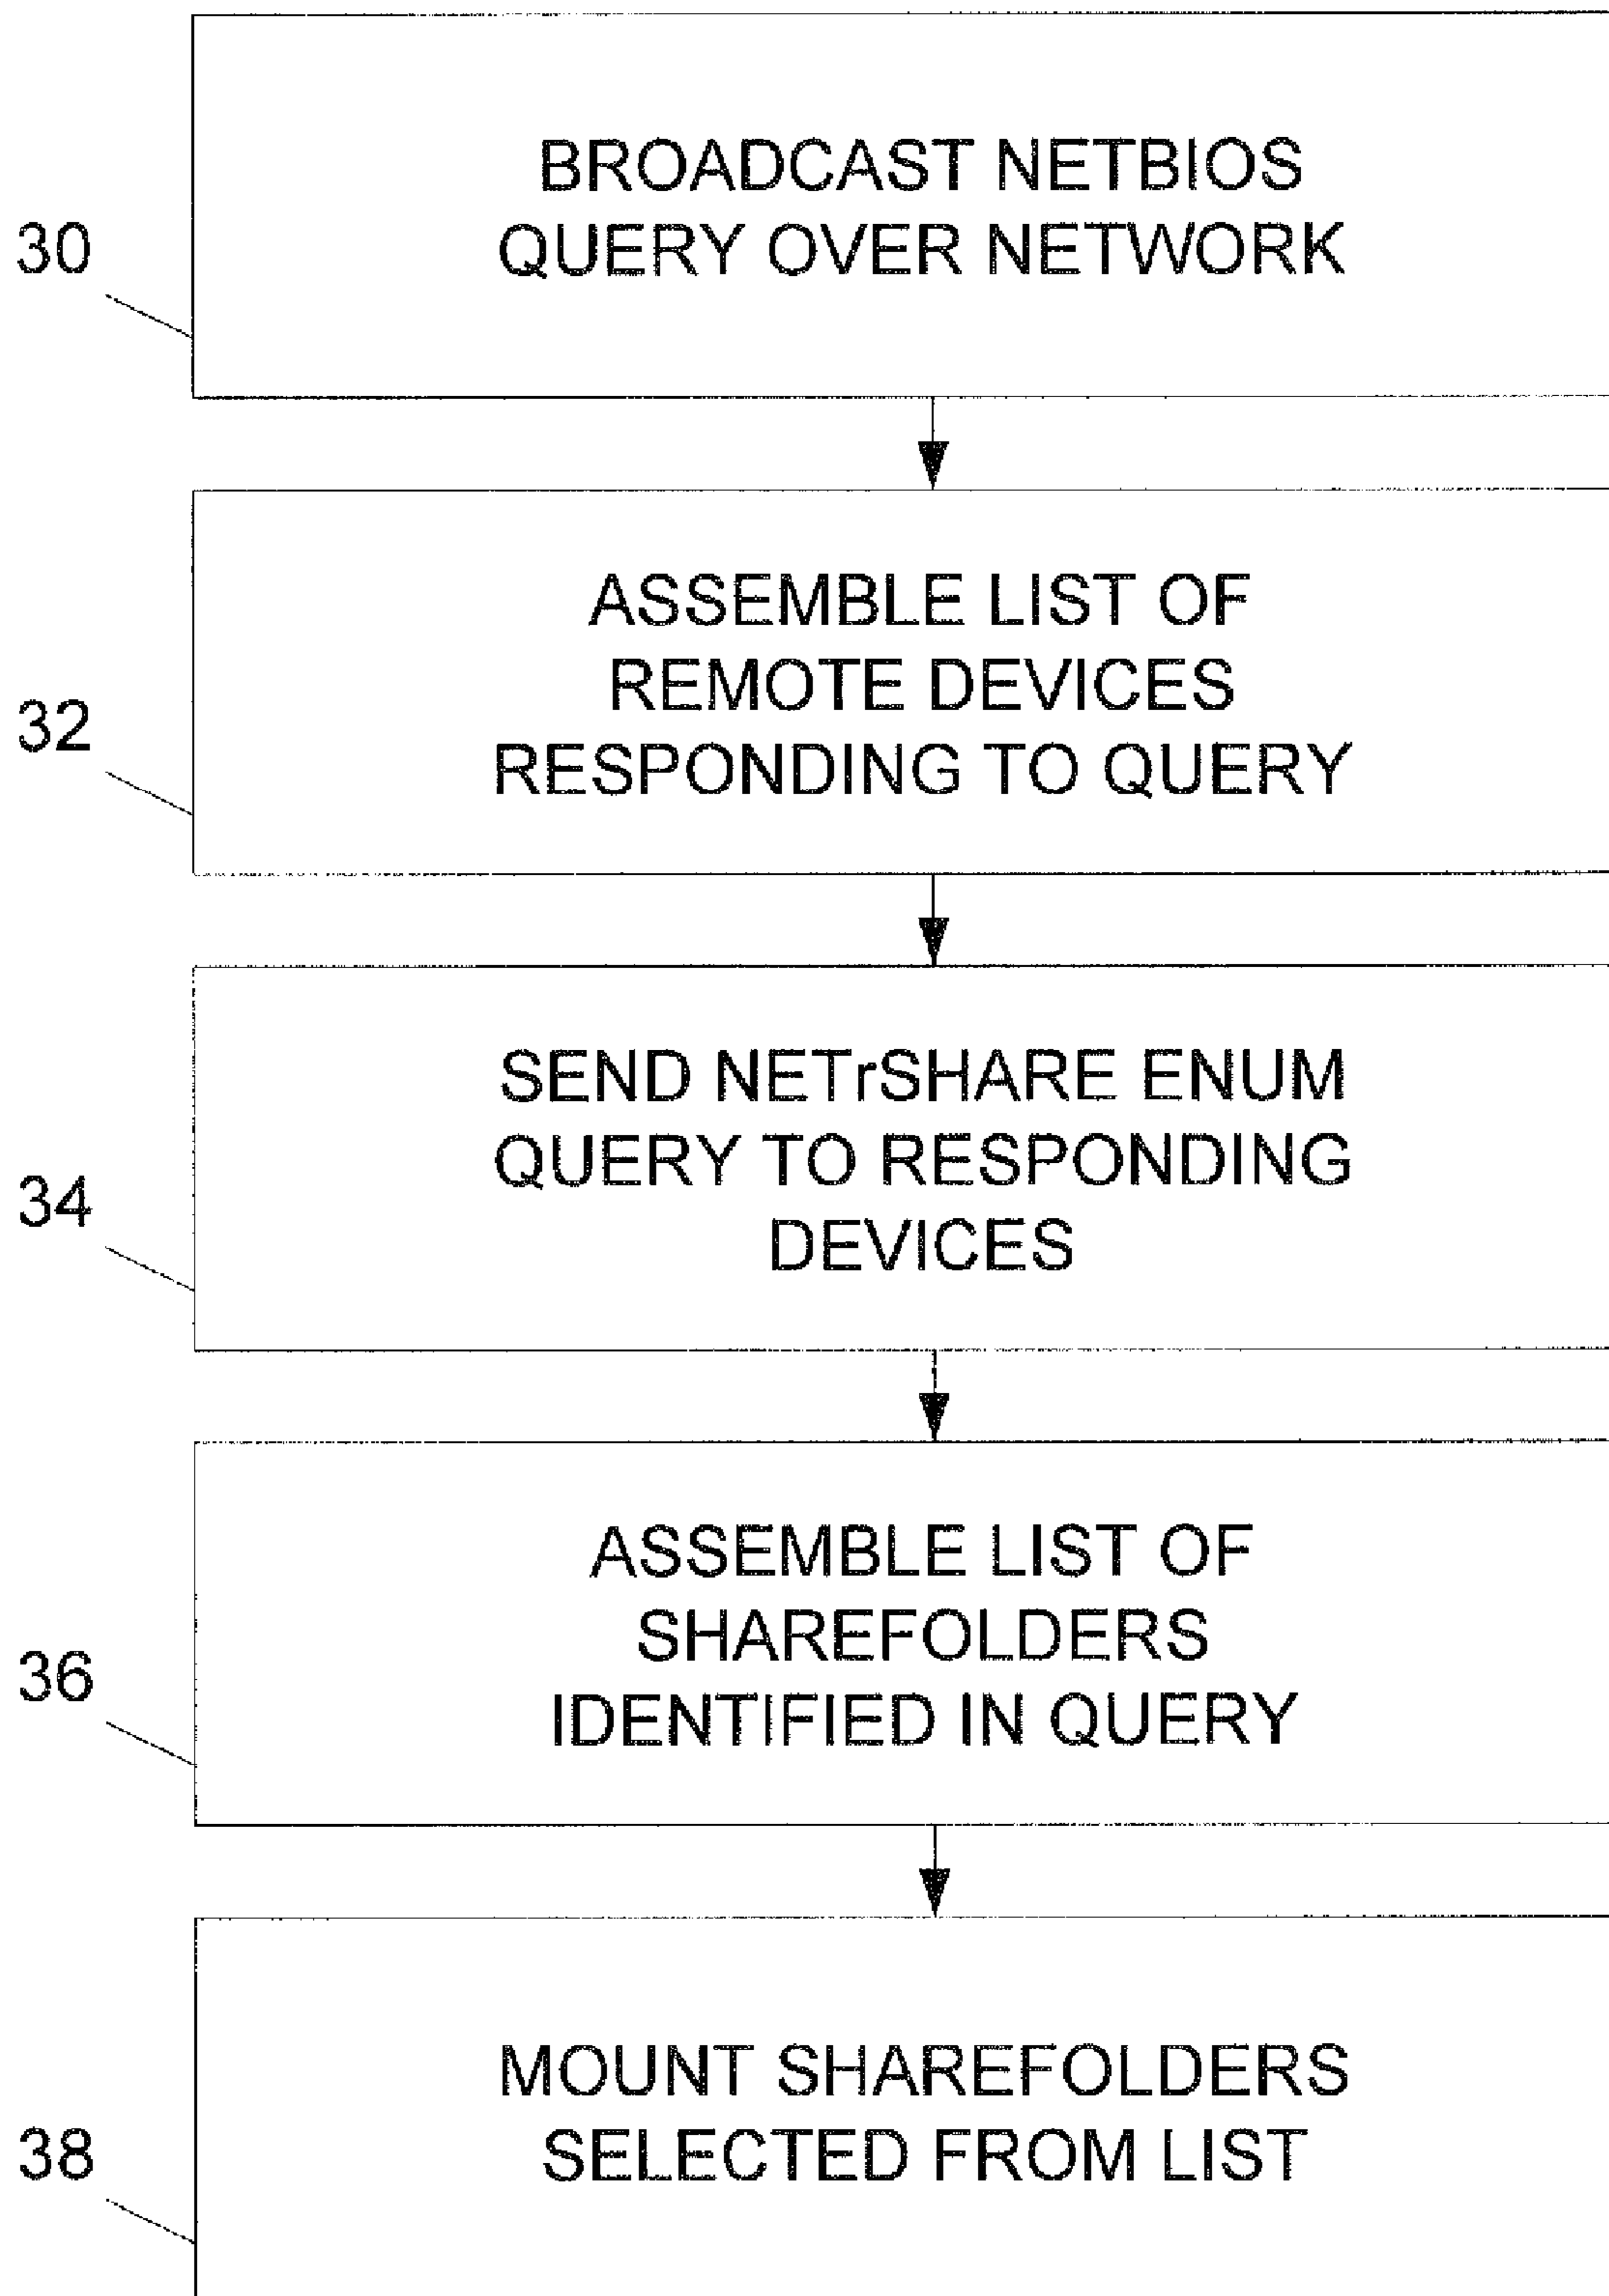 BROADCAST NETBIOS
QUERY OVER NETWORK
30
ASSEMBLE LIST OF
REMOTE DEVICES
RESPONDING TO QUERY
32
SEND NETrSHARE ENUM
QUERY TO RESPONDING
DEVICES
34
ASSEMBLE LIST OF
SHAREFOLDERS
IDENTIFIED IN QUERY
36
MOUNT SHAREFOLDERS
SELECTED FROM LIST
38